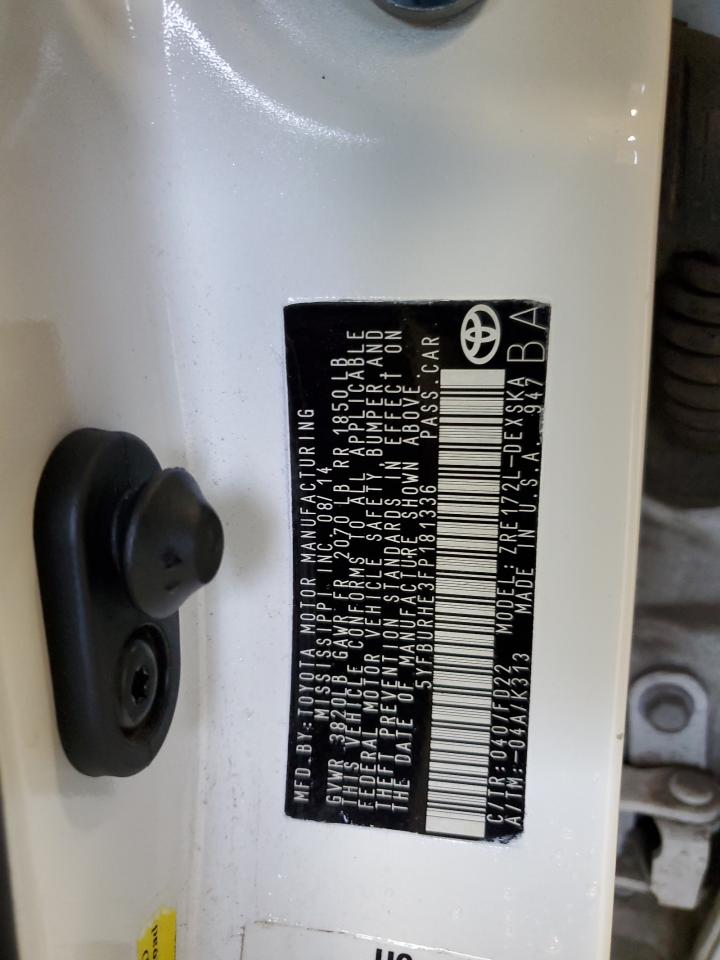 MFD. BY: TOYOTA MOTOR MANUFACTURING
MISSISSIPPI, INC. 08/14
GVWR 3820LB GAWR FR 2070 LB RR 1850LB
THIS VEHICLE CONFORMS TO ALL APPLICABLE
FEDERAL MOTOR VEHICLE SAFETY, BUMPER AND
THEFT PREVENTION STANDARDS IN EFFECT ON
THE DATE OF MANUFACTURE SHOWN ABOVE.
5YFBURHE3FP181336 PASS.CAR
C/TR: 040/FD22 MODEL: ZRE172L-DEXSKA
A/TM: -04A/K313 MADE IN U.S.A. 947
BA